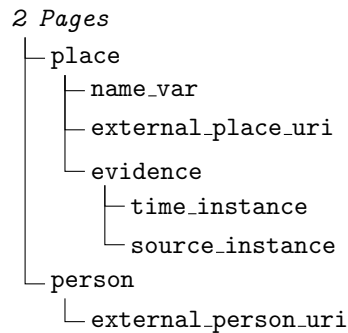 2 Pages
place
name_var
external_place_uri
evidence
time_instance
source_instance
person
external_person_uri